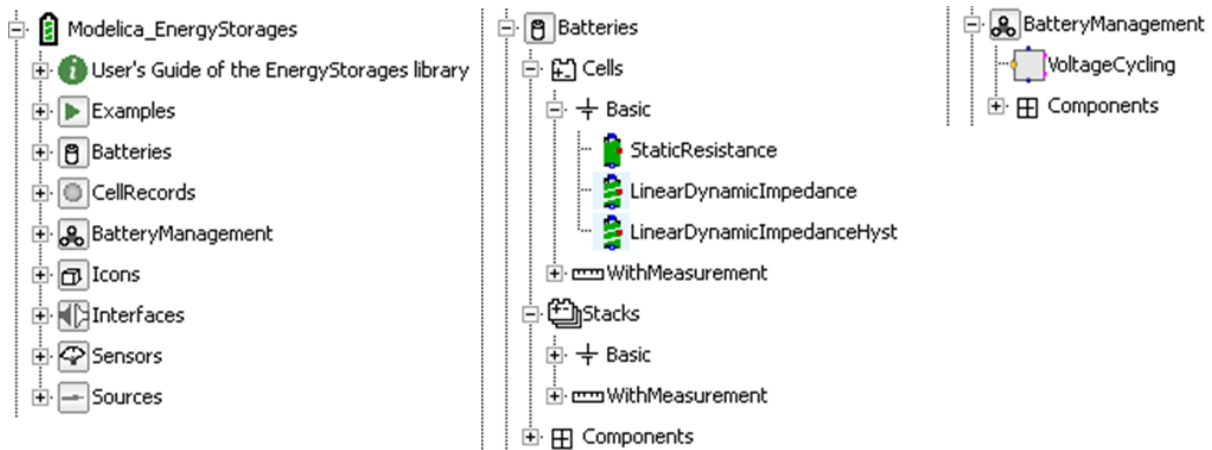 Modelica_EnergyStorages
User's Guide of the EnergyStorages library
Examples
Batteries
CellRecords
BatteryManagement
Icons
Interfaces
Sensors
Sources
Batteries
Cells
Basic
StaticResistance
LinearDynamicImpedance
LinearDynamicImpedanceHyst
WithMeasurement
Stacks
Basic
WithMeasurement
Components
BatteryManagement
VoltageCycling
Components